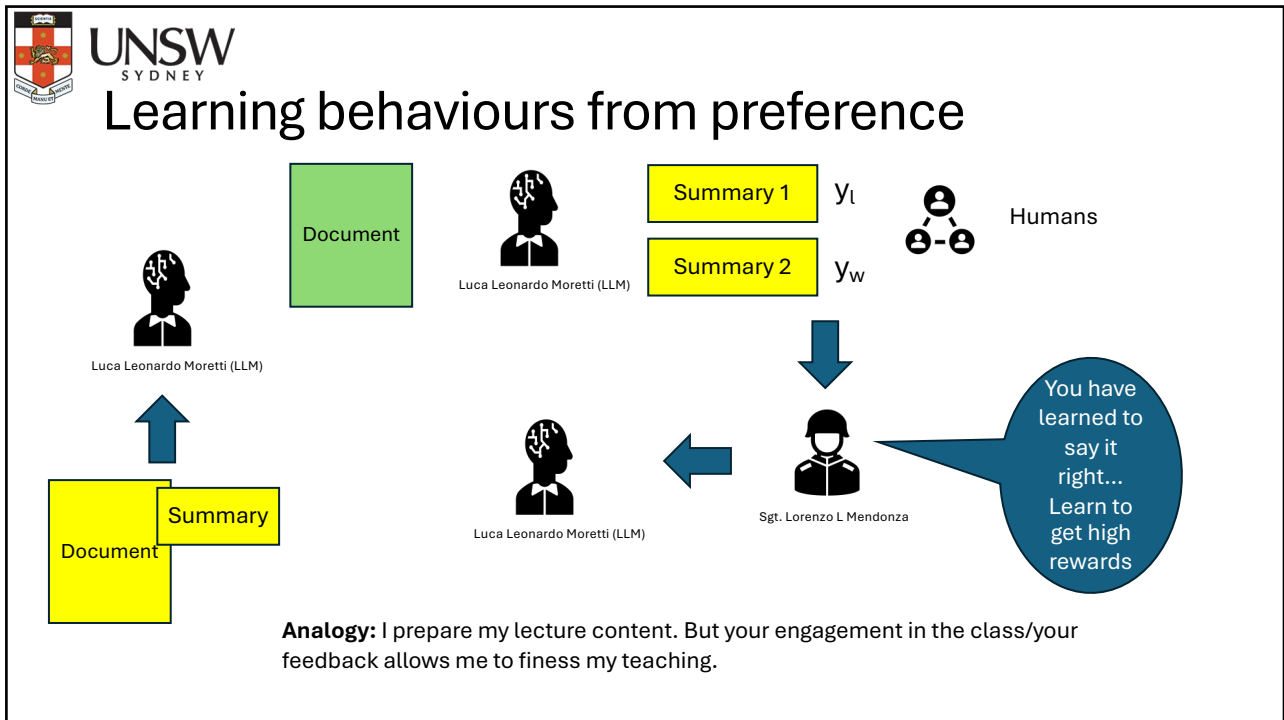 UNSW
SYDNEY
Learning behaviours from preference
Document
Luca Leonardo Moretti (LLM)
Summary 1
yl
Summary 2
yw
Humans
Luca Leonardo Moretti (LLM)
Document
Summary
Luca Leonardo Moretti (LLM)
Sgt. Lorenzo L Mendonza
You have
learned to
say it
right...
Learn to
get high
rewards
Analogy: I prepare my lecture content. But your engagement in the class/your
feedback allows me to finess my teaching.